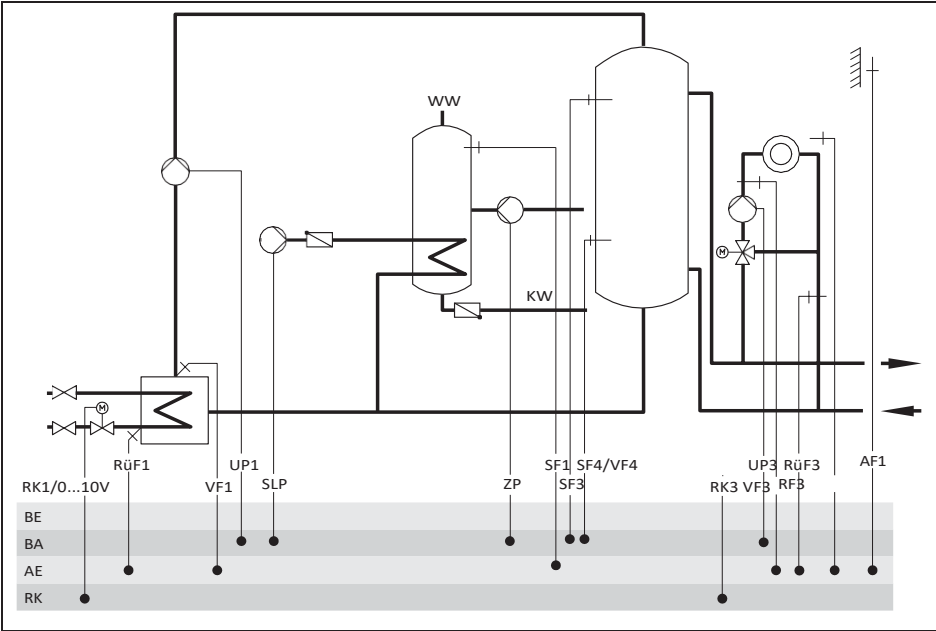 WW
M
KW
M
RüF1 UP1 SF1 SF4/VF4 UP3 RüF3 AF1
RK1/0...10V VF1 SLP ZP SF3 RK3 VF3 RF3
BE
BA
AE
RK